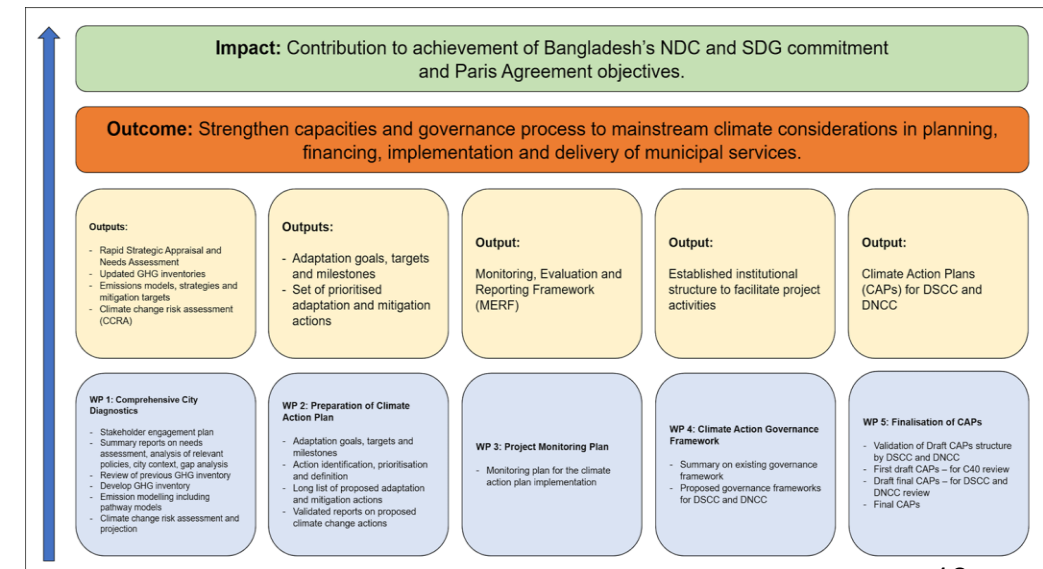 Impact: Contribution to achievement of Bangladesh's NDC and SDG commitment
and Paris Agreement objectives.
Outcome: Strengthen capacities and governance process to mainstream climate considerations in planning,
financing, implementation and delivery of municipal services.
Outputs:
- Rapid Strategic Appraisal and
Needs Assessment
- Updated GHG inventories
- Emissions models, strategies and
mitigation targets
- Climate change risk assessment
(CCRA)
Outputs:
- Adaptation goals, targets
and milestones
- Set of prioritised
adaptation and mitigation
actions
Output:
Monitoring, Evaluation and
Reporting Framework
(MERF)
Output:
Established institutional
structure to facilitate project
activities
Output:
Climate Action Plans
(CAPs) for DSCC and
DNCC
WP 1: Comprehensive City
Diagnostics
- Stakeholder engagement plan
- Summary reports on needs
assessment, analysis of relevant
policies, city context, gap analysis
- Review of previous GHG inventory
- Develop GHG inventory
- Emission modelling including
pathway models
- Climate change risk assessment and
projection
WP 2: Preparation of Climate
Action Plan
- Adaptation goals, targets and
milestones
- Action identification, prioritisation
and definition
- Long list of proposed adaptation
and mitigation actions
- Validated reports on proposed
climate change actions
WP 3: Project Monitoring Plan
- Monitoring plan for the climate
action plan implementation
WP 4: Climate Action Governance
Framework
- Summary on existing governance
framework
- Proposed governance frameworks
for DSCC and DNCC
WP 5: Finalisation of CAPs
- Validation of Draft CAPs structure
by DSCC and DNCC
- First draft CAPs – for C40 review
- Draft final CAPs – for DSCC and
DNCC review
- Final CAPs